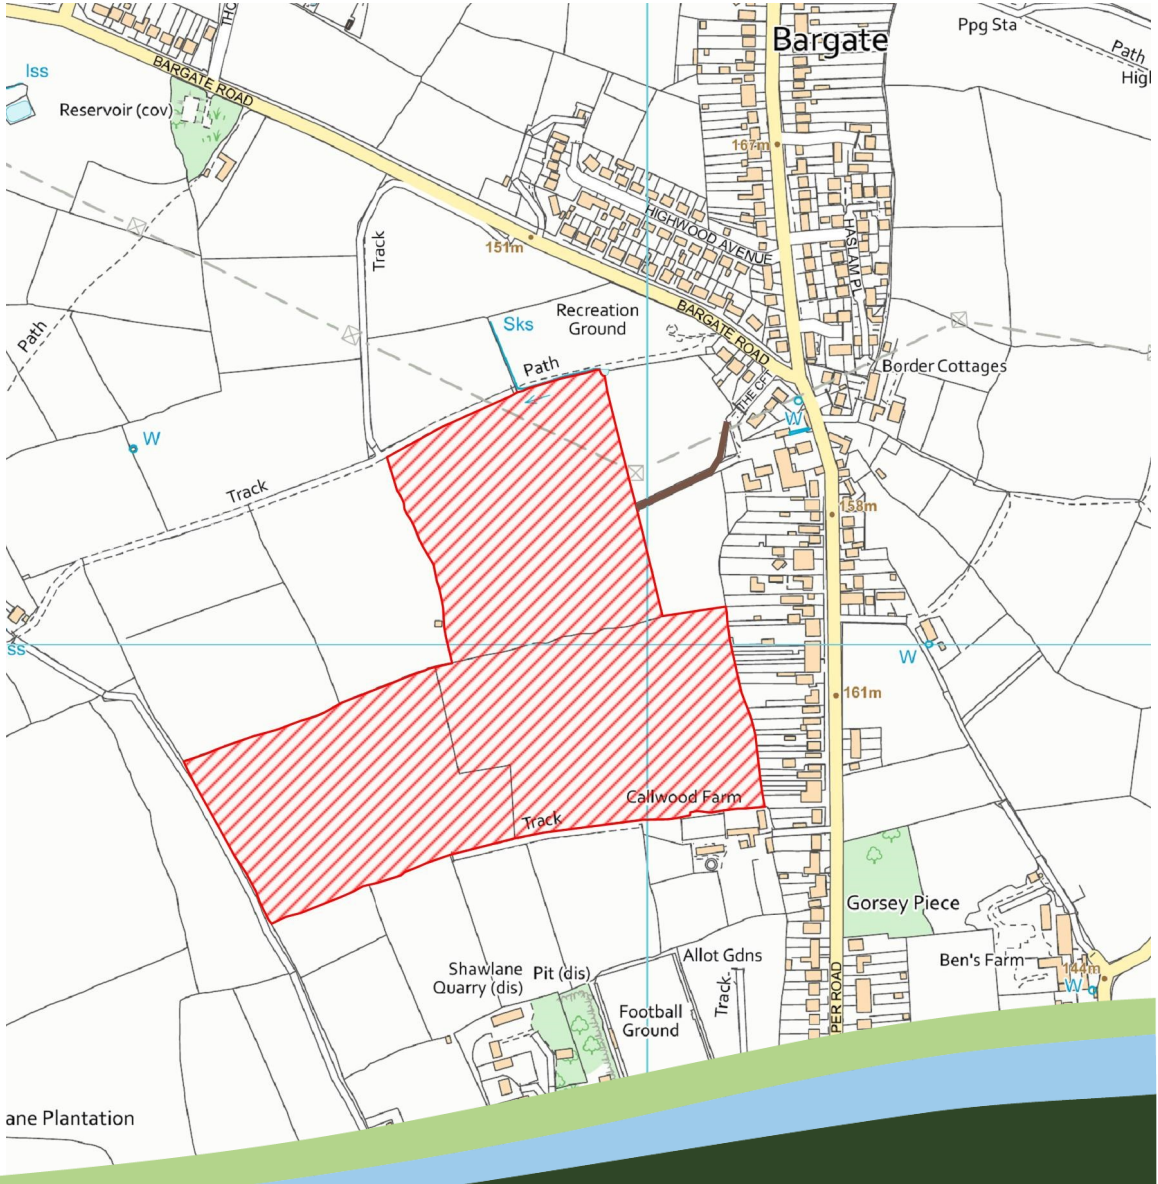 Bargate
Ppg Sta
Path
BARGATE ROAD
Iss
Reservoir (cov)
167m
HIGHWOOD AVENUE
151m
Track
HASLAM PL
Recreation
Ground
BARGATE ROAD
Sks
Path
Path
Border Cottages
W
W
Track
158m
W
161m
Callwood Farm
Track
Gorsey Piece
Ben's Farm
144m
W
Allot Gdns
Shawlane
Quarry (dis)
Pit (dis)
Track
Football
Ground
PER ROAD
ane Plantation